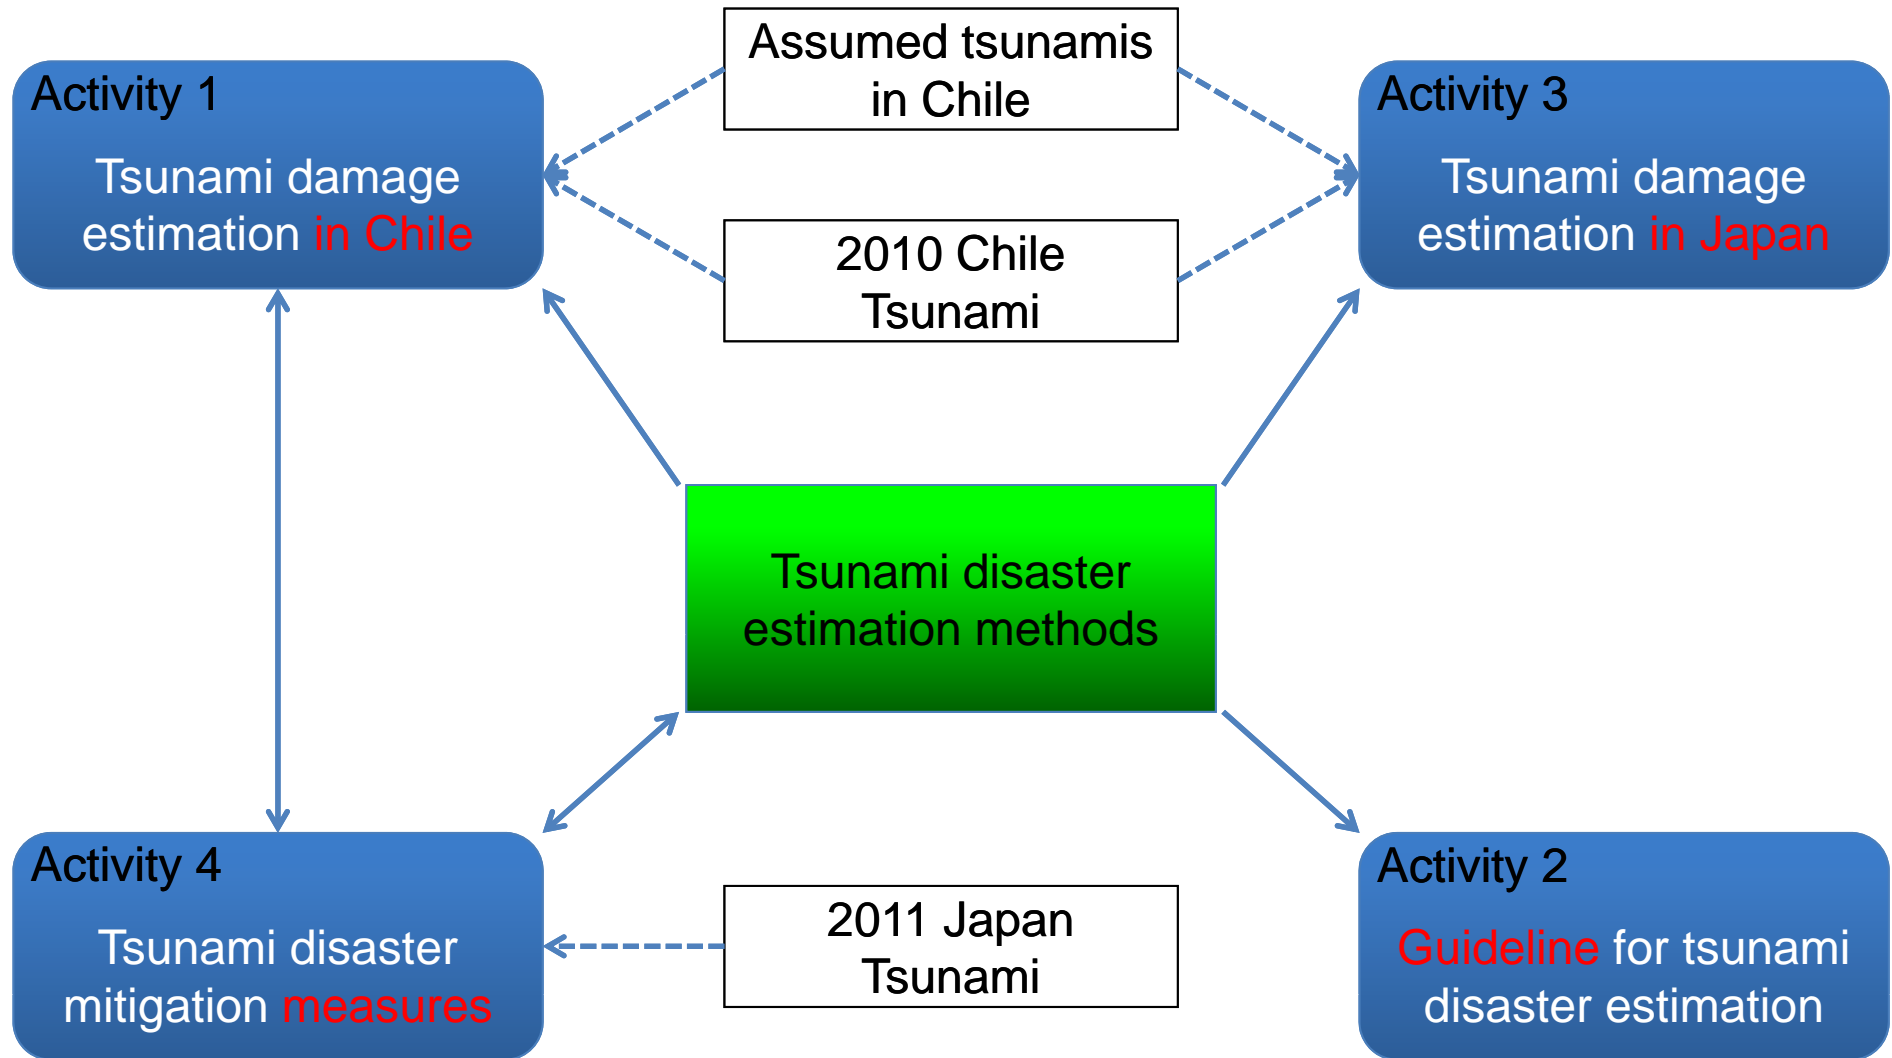 Activity 1
Tsunami damage
estimation in Chile
Assumed tsunamis
in Chile
2010 Chile
Tsunami
Activity 3
Tsunami damage
estimation in Japan
Tsunami disaster
estimation methods
Activity 4
Tsunami disaster
mitigation measures
2011 Japan
Tsunami
Activity 2
Guideline for tsunami
disaster estimation